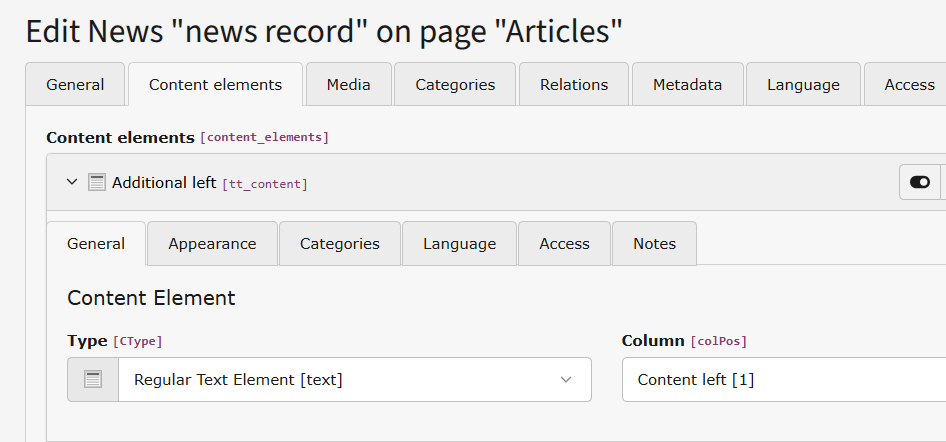 Edit News "news record" on page "Articles"
General Content elements Media Categories Relations Metadata Language Access
Content elements [content_elements]
Additional left [tt_content]
General Appearance Categories Language Access Notes
Content Element
Type [CType] Column [colPos]
Regular Text Element [text] Content left [1]